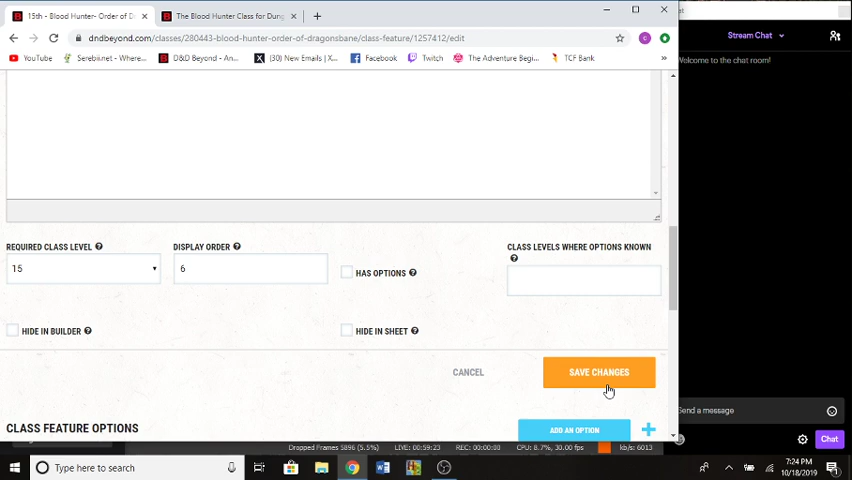 15th - Blood Hunter- Order of D
The Blood Hunter Class for Dung
dndbeyond.com/classes/280443-blood-hunter-order-of-dragonsbane/class-feature/1257412/edit
YouTube
Serebii.net - Where...
D&D Beyond - An...
(30) New Emails | X...
Facebook
Twitch
The Adventure Begi...
TCF Bank
Stream Chat
Welcome to the chat room!
REQUIRED CLASS LEVEL
DISPLAY ORDER
HAS OPTIONS
CLASS LEVELS WHERE OPTIONS KNOWN
15
6
HIDE IN BUILDER
HIDE IN SHEET
CANCEL
SAVE CHANGES
CLASS FEATURE OPTIONS
ADD AN OPTION
Send a message
Chat
Dropped Frames 5896 (5.5%)
LIVE: 00:59:23
REC: 00:00:00
CPU: 8.7%, 30.00 fps
kb/s: 6013
Type here to search
7:24 PM
10/18/2019